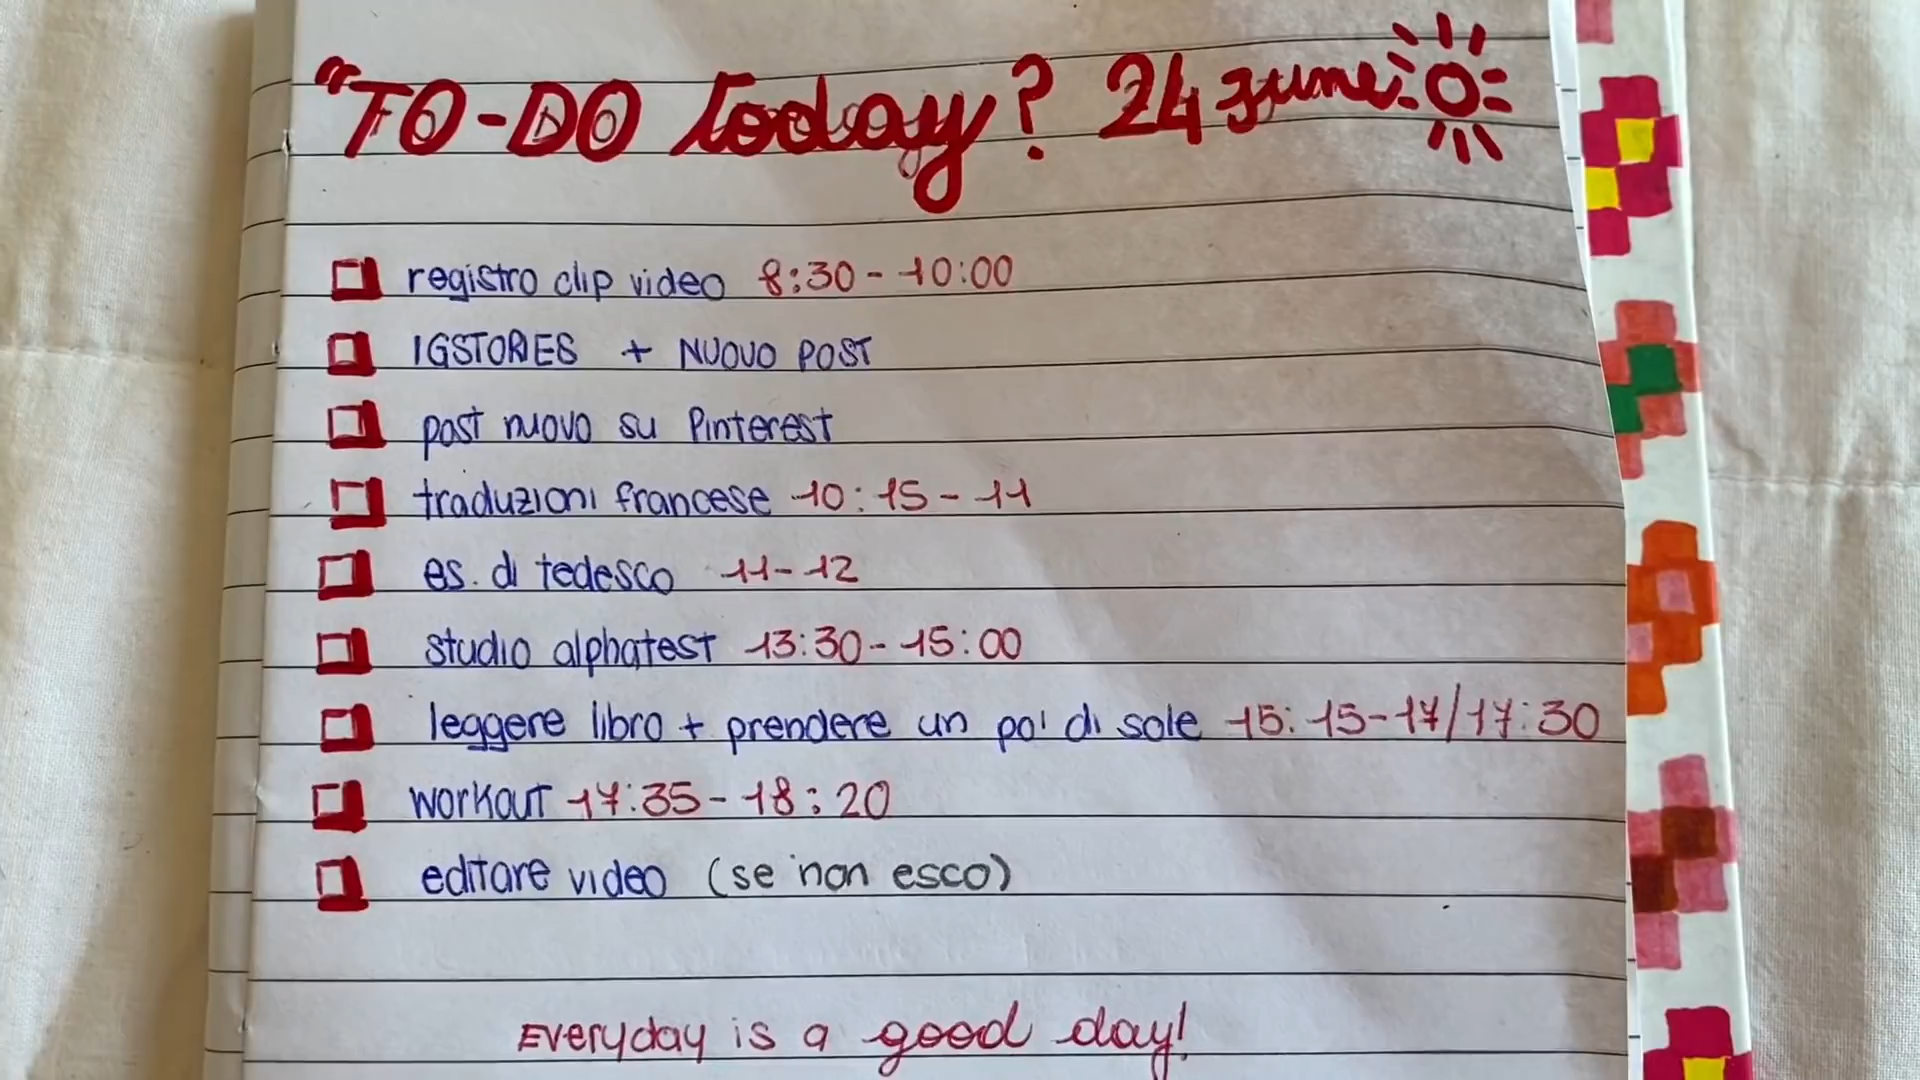 "TO-DO today? 24 June
registro clip video 8:30 - 10:00
IGSTORIES + NUOVO POST
post nuovo su Pinterest
traduzioni francese 10:15 - 11
es. di tedesco 11 - 12
studio alphatest 13:30 - 15:00
leggere libro + prendere un po' di sole 15:15 - 17/17:30
workout 17:35 - 18:20
editare video (se non esco)
Everyday is a good day!